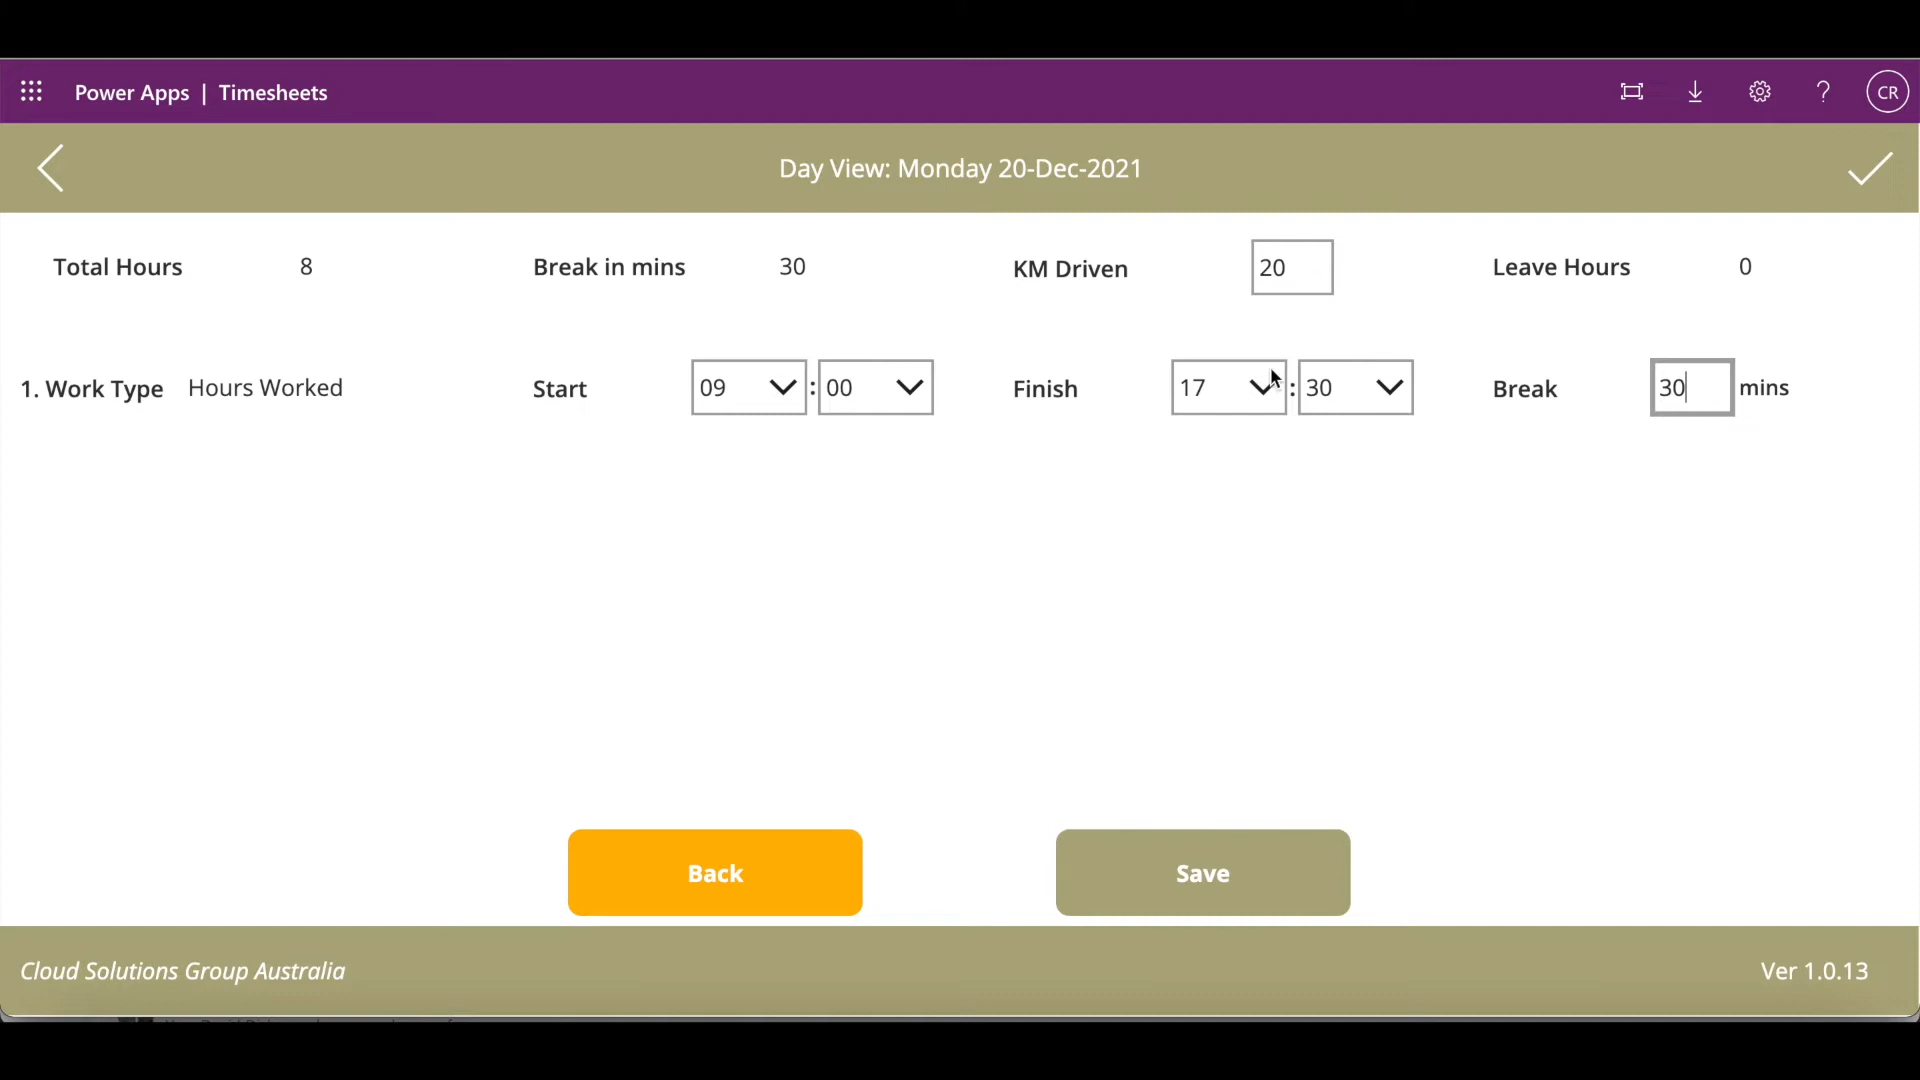 Power Apps | Timesheets
?
CR
Day View: Monday 20-Dec-2021
Total Hours 8 Break in mins 30 KM Driven 20 Leave Hours 0
1. Work Type Hours Worked Start 09 : 00 Finish 17 : 30 Break 30 mins
Back Save
Cloud Solutions Group Australia Ver 1.0.13